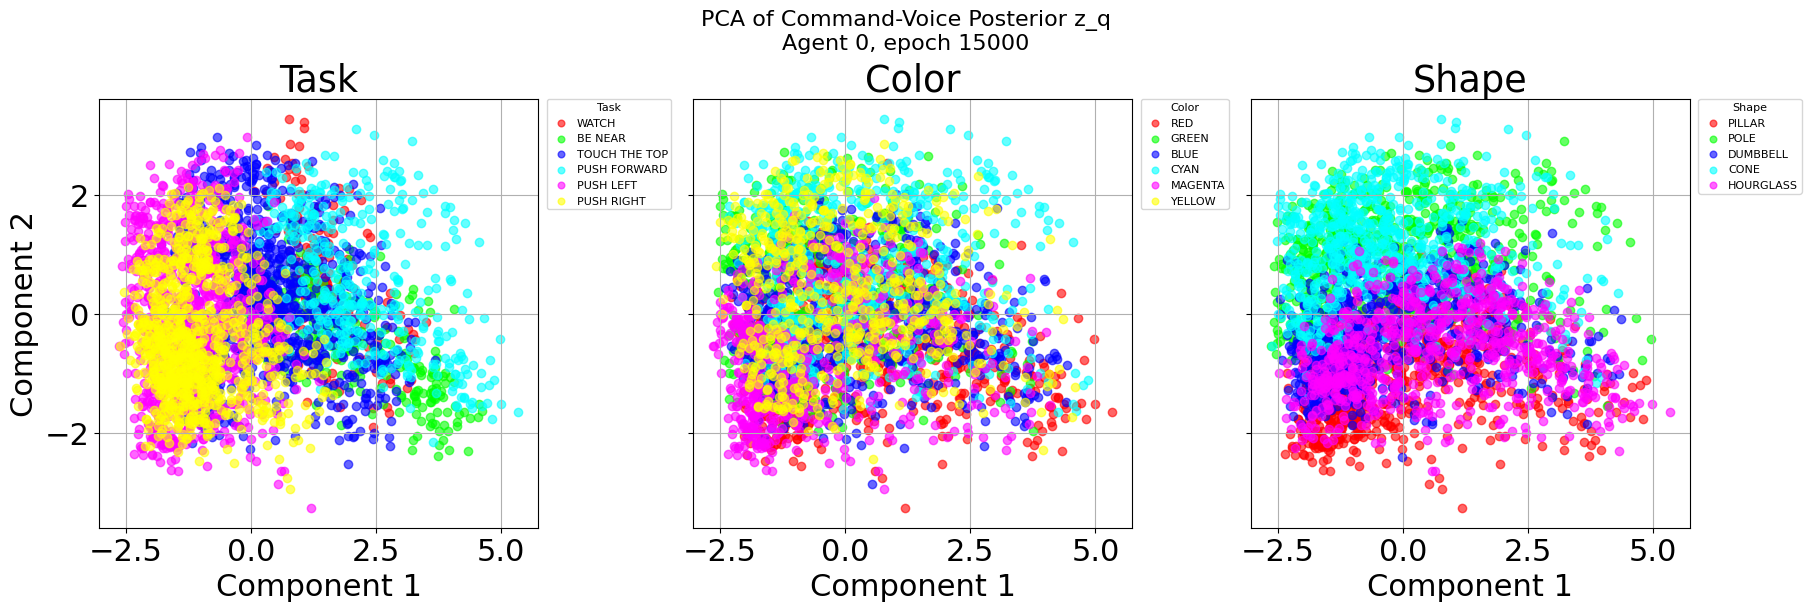 PCA of Command-Voice Posterior z_q
Agent 0, epoch 15000
Task
Color
Shape
Task
WATCH
BE NEAR
TOUCH THE TOP
PUSH FORWARD
PUSH LEFT
PUSH RIGHT
Color
RED
GREEN
BLUE
CYAN
MAGENTA
YELLOW
Shape
PILLAR
POLE
DUMBBELL
CONE
HOURGLASS
Component 2
2
0
−2
−2.5 0.0 2.5 5.0
−2.5 0.0 2.5 5.0
−2.5 0.0 2.5 5.0
Component 1
Component 1
Component 1